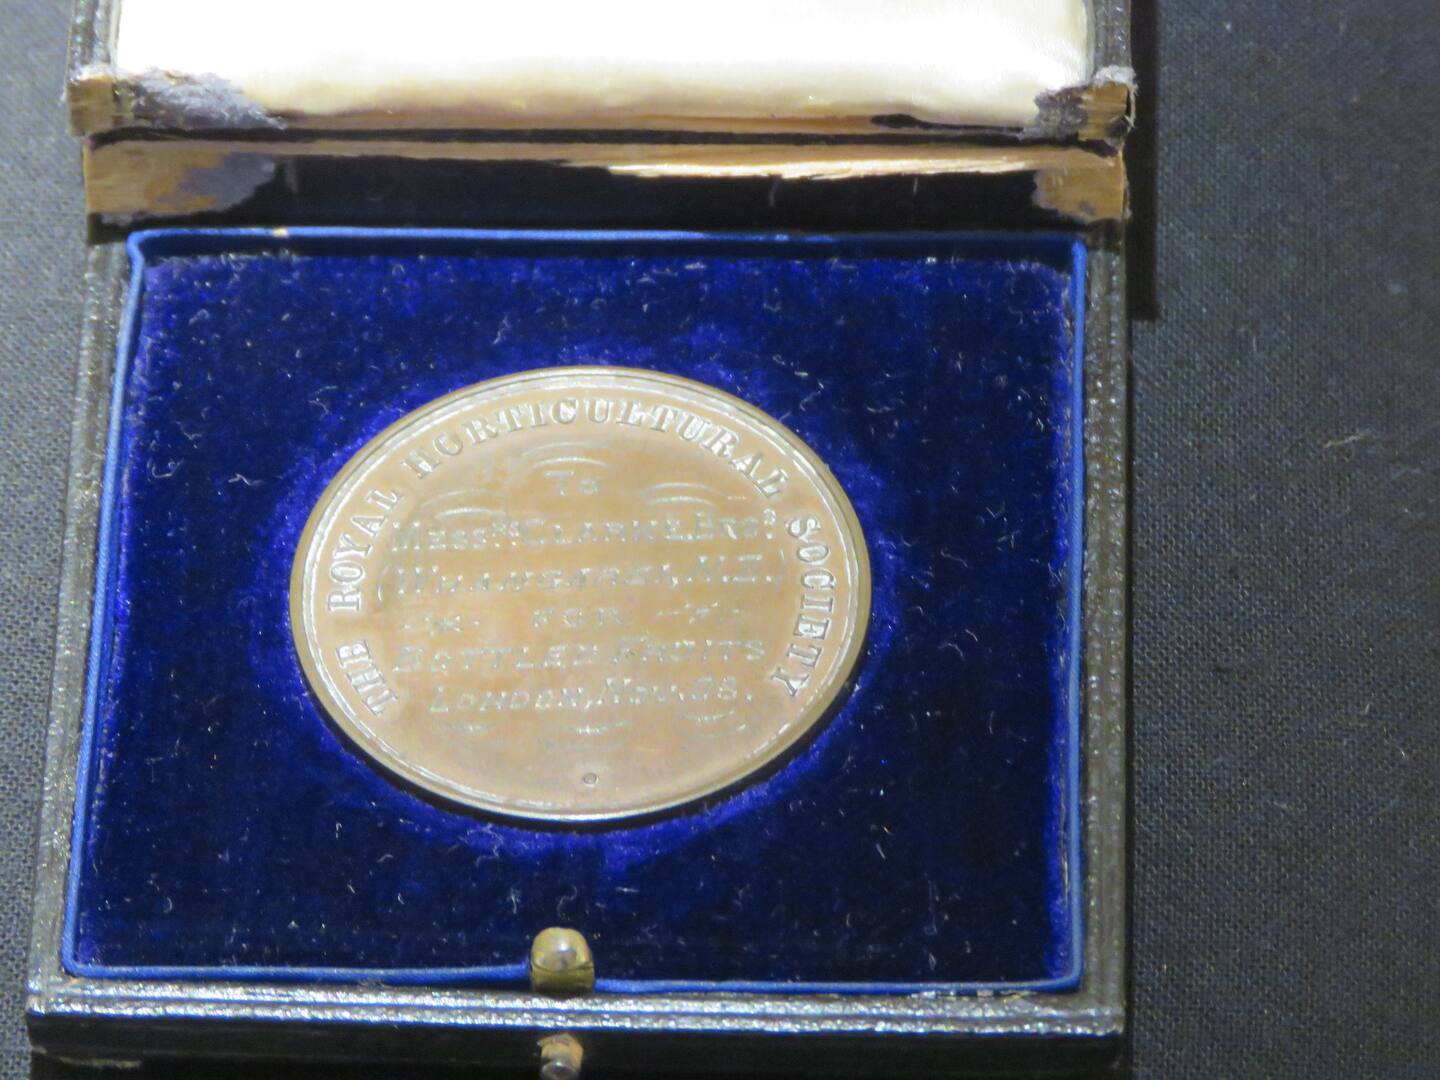 THE ROYAL HORTICULTURAL SOCIETY
To
MESSRS CLARKE BROS
(WHANGAREI, N.Z.)
FOR
BOTTLED FRUITS
LONDON, NOV. 08.